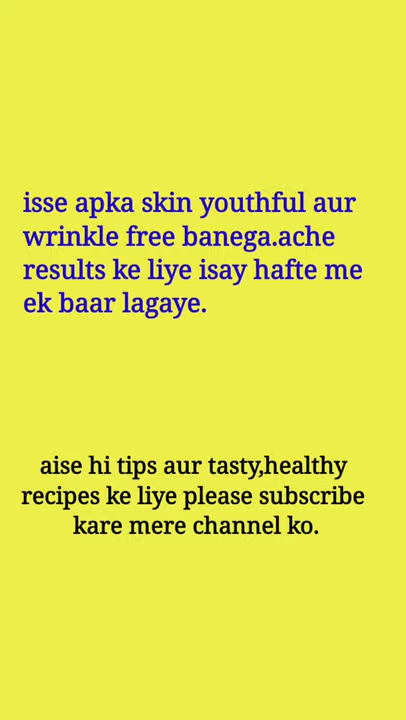 isse apka skin youthful aur
wrinkle free banega.ache
results ke liye isay hafte me
ek baar lagaye.
aise hi tips aur tasty,healthy
recipes ke liye please subscribe
kare mere channel ko.